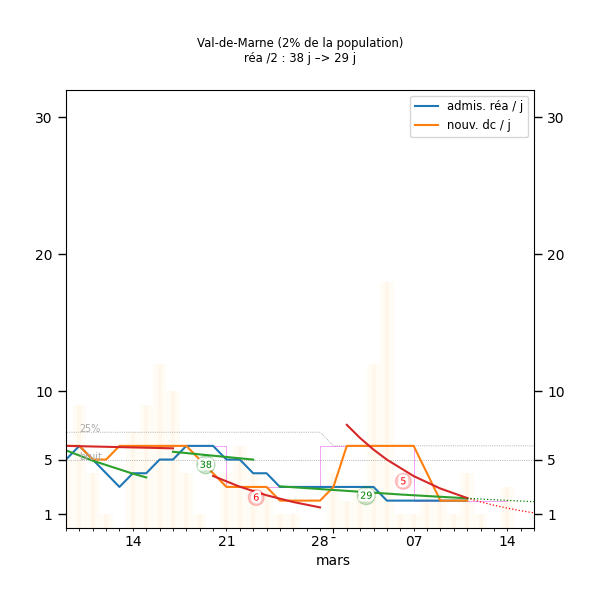 Val-de-Marne (2% de la population)
réa /2 : 38 j –> 29 j
admis. réa / j
nouv. dc / j
30 30
20 20
10 10
25%
5 5
38
29
5
6
1 1
14 21 28 07 14
mars